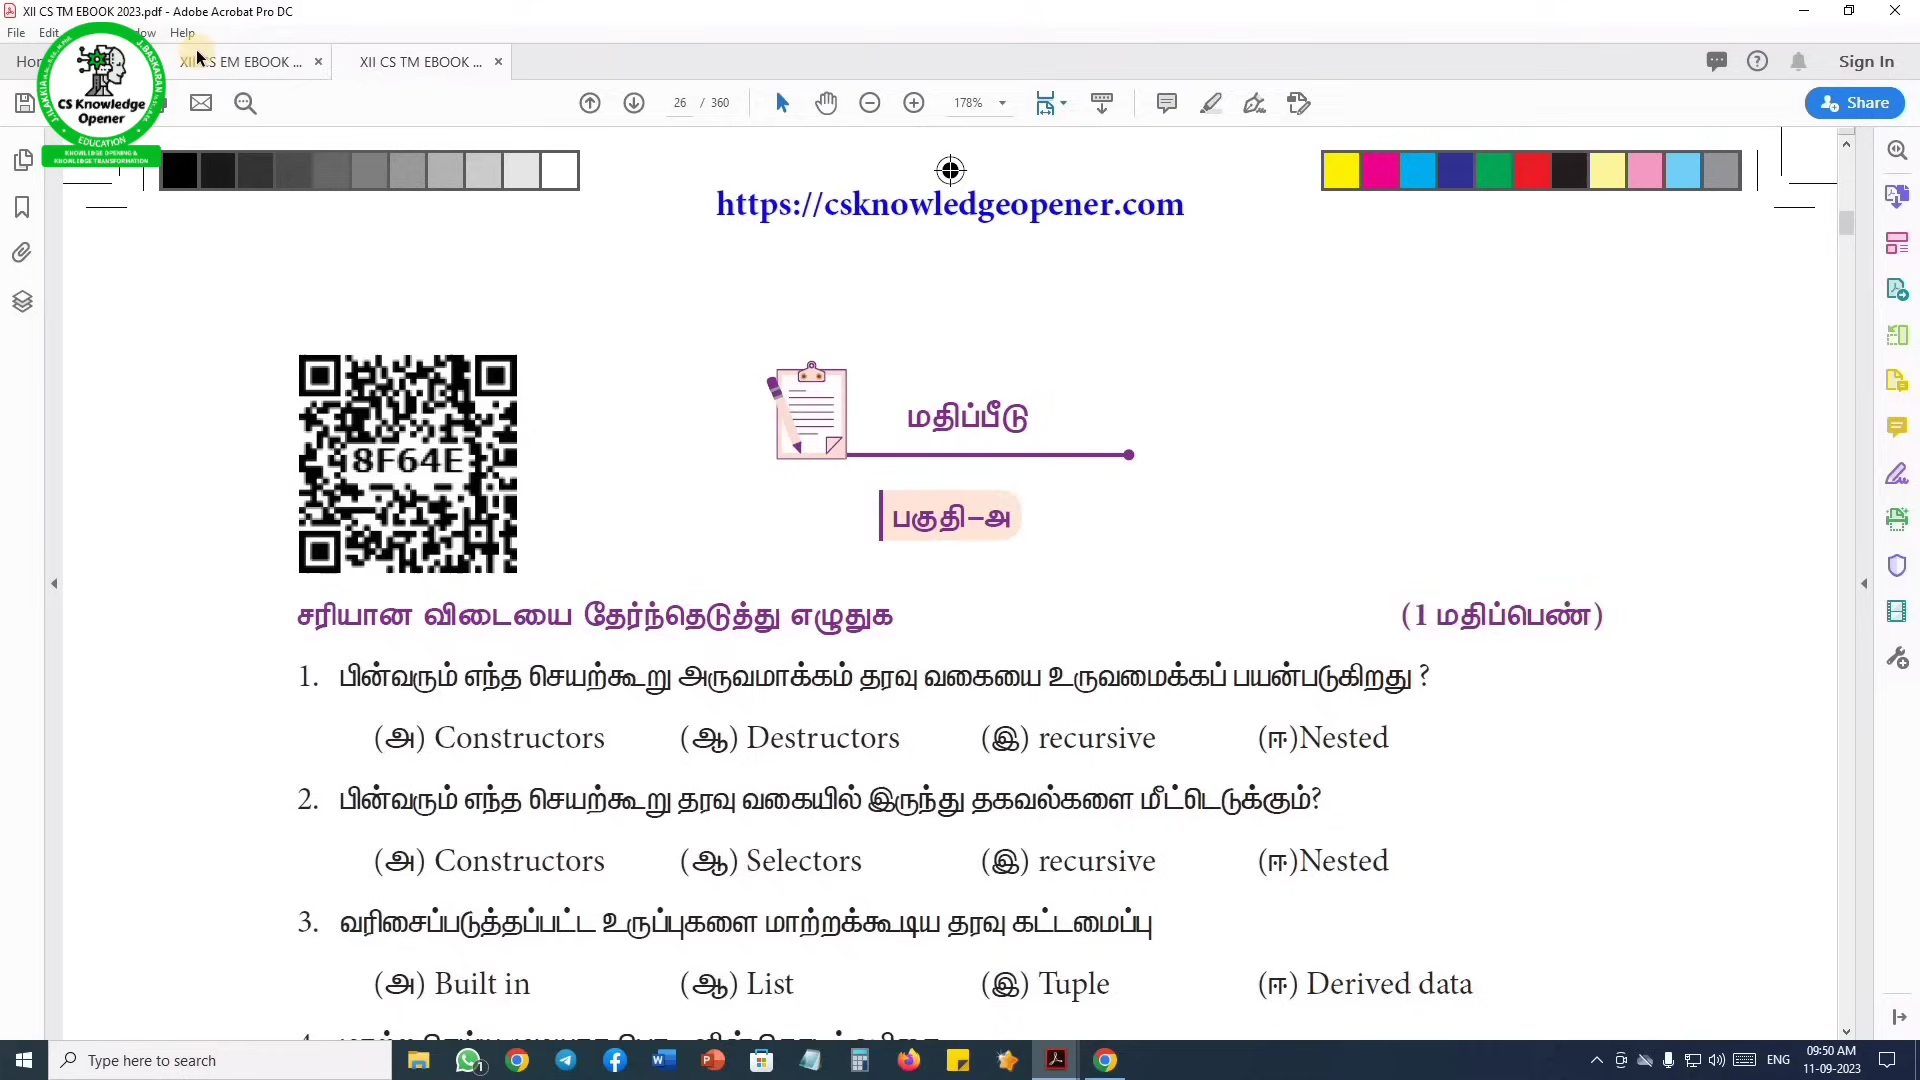 XII CS TM EBOOK 2023.pdf - Adobe Acrobat Pro DC
File Edit Help
XII CS EM EBOOK ... × XII CS TM EBOOK ... ×
Sign In
26 / 360
178%
Share
CS Knowledge
Opener
EDUCATION
KNOWLEDGE OPENING &
KNOWLEDGE TRANSFORMATION
https://csknowledgeopener.com
8F64E
மதிப்பீடு
பகுதி–அ
சரியான விடையை தேர்ந்தெடுத்து எழுதுக (1 மதிப்பெண்)
1. பின்வரும் எந்த செயற்கூறு அருவமாக்கம் தரவு வகையை உருவமைக்கப் பயன்படுகிறது ?
(அ) Constructors (ஆ) Destructors (இ) recursive (ஈ)Nested
2. பின்வரும் எந்த செயற்கூறு தரவு வகையில் இருந்து தகவல்களை மீட்டெடுக்கும்?
(அ) Constructors (ஆ) Selectors (இ) recursive (ஈ)Nested
3. வரிசைப்படுத்தப்பட்ட உருப்புகளை மாற்றக்கூடிய தரவு கட்டமைப்பு
(அ) Built in (ஆ) List (இ) Tuple (ஈ) Derived data
Type here to search
ENG
09:50 AM
11-09-2023